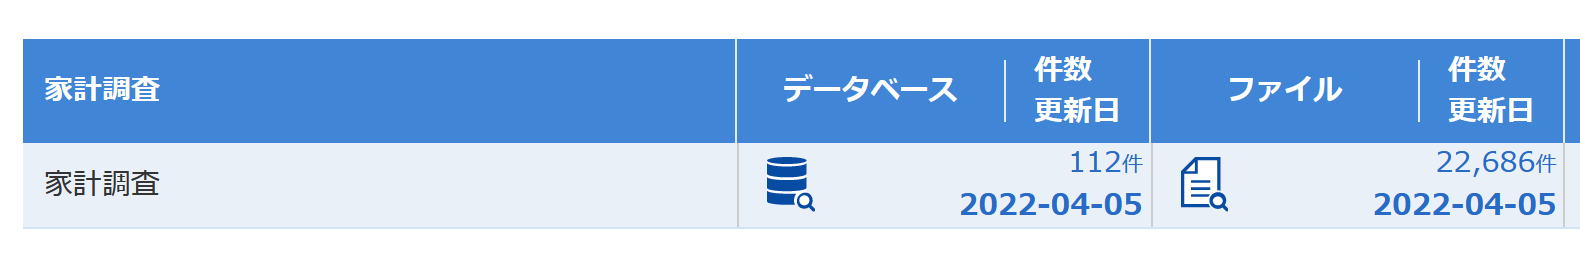 家計調査
データベース
件数
更新日
ファイル
件数
更新日
家計調査
112件
2022-04-05
22,686件
2022-04-05